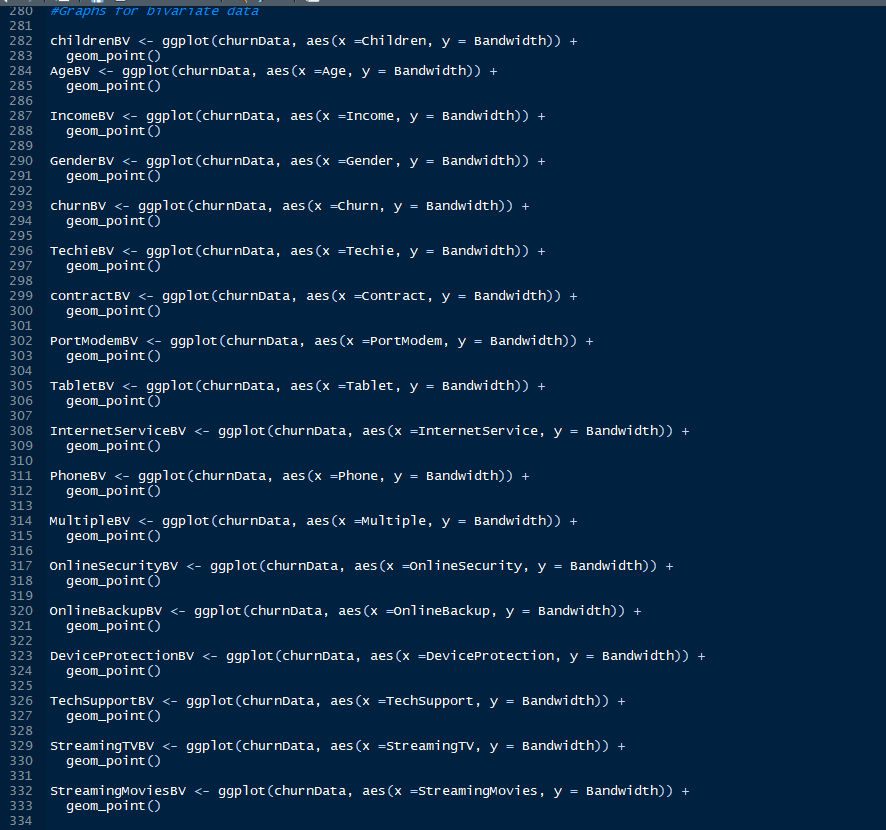 280 #Graphs for bivariate data
281
282 childrenBV <- ggplot(churnData, aes(x =Children, y = Bandwidth)) +
283   geom_point()
284 AgeBV <- ggplot(churnData, aes(x =Age, y = Bandwidth)) +
285   geom_point()
286
287 IncomeBV <- ggplot(churnData, aes(x =Income, y = Bandwidth)) +
288   geom_point()
289
290 GenderBV <- ggplot(churnData, aes(x =Gender, y = Bandwidth)) +
291   geom_point()
292
293 churnBV <- ggplot(churnData, aes(x =Churn, y = Bandwidth)) +
294   geom_point()
295
296 TechieBV <- ggplot(churnData, aes(x =Techie, y = Bandwidth)) +
297   geom_point()
298
299 contractBV <- ggplot(churnData, aes(x =Contract, y = Bandwidth)) +
300   geom_point()
301
302 PortModemBV <- ggplot(churnData, aes(x =PortModem, y = Bandwidth)) +
303   geom_point()
304
305 TabletBV <- ggplot(churnData, aes(x =Tablet, y = Bandwidth)) +
306   geom_point()
307
308 InternetServiceBV <- ggplot(churnData, aes(x =InternetService, y = Bandwidth)) +
309   geom_point()
310
311 PhoneBV <- ggplot(churnData, aes(x =Phone, y = Bandwidth)) +
312   geom_point()
313
314 MultipleBV <- ggplot(churnData, aes(x =Multiple, y = Bandwidth)) +
315   geom_point()
316
317 OnlineSecurityBV <- ggplot(churnData, aes(x =OnlineSecurity, y = Bandwidth)) +
318   geom_point()
319
320 OnlineBackupBV <- ggplot(churnData, aes(x =OnlineBackup, y = Bandwidth)) +
321   geom_point()
322
323 DeviceProtectionBV <- ggplot(churnData, aes(x =DeviceProtection, y = Bandwidth)) +
324   geom_point()
325
326 TechSupportBV <- ggplot(churnData, aes(x =TechSupport, y = Bandwidth)) +
327   geom_point()
328
329 StreamingTVBV <- ggplot(churnData, aes(x =StreamingTV, y = Bandwidth)) +
330   geom_point()
331
332 StreamingMoviesBV <- ggplot(churnData, aes(x =StreamingMovies, y = Bandwidth)) +
333   geom_point()
334